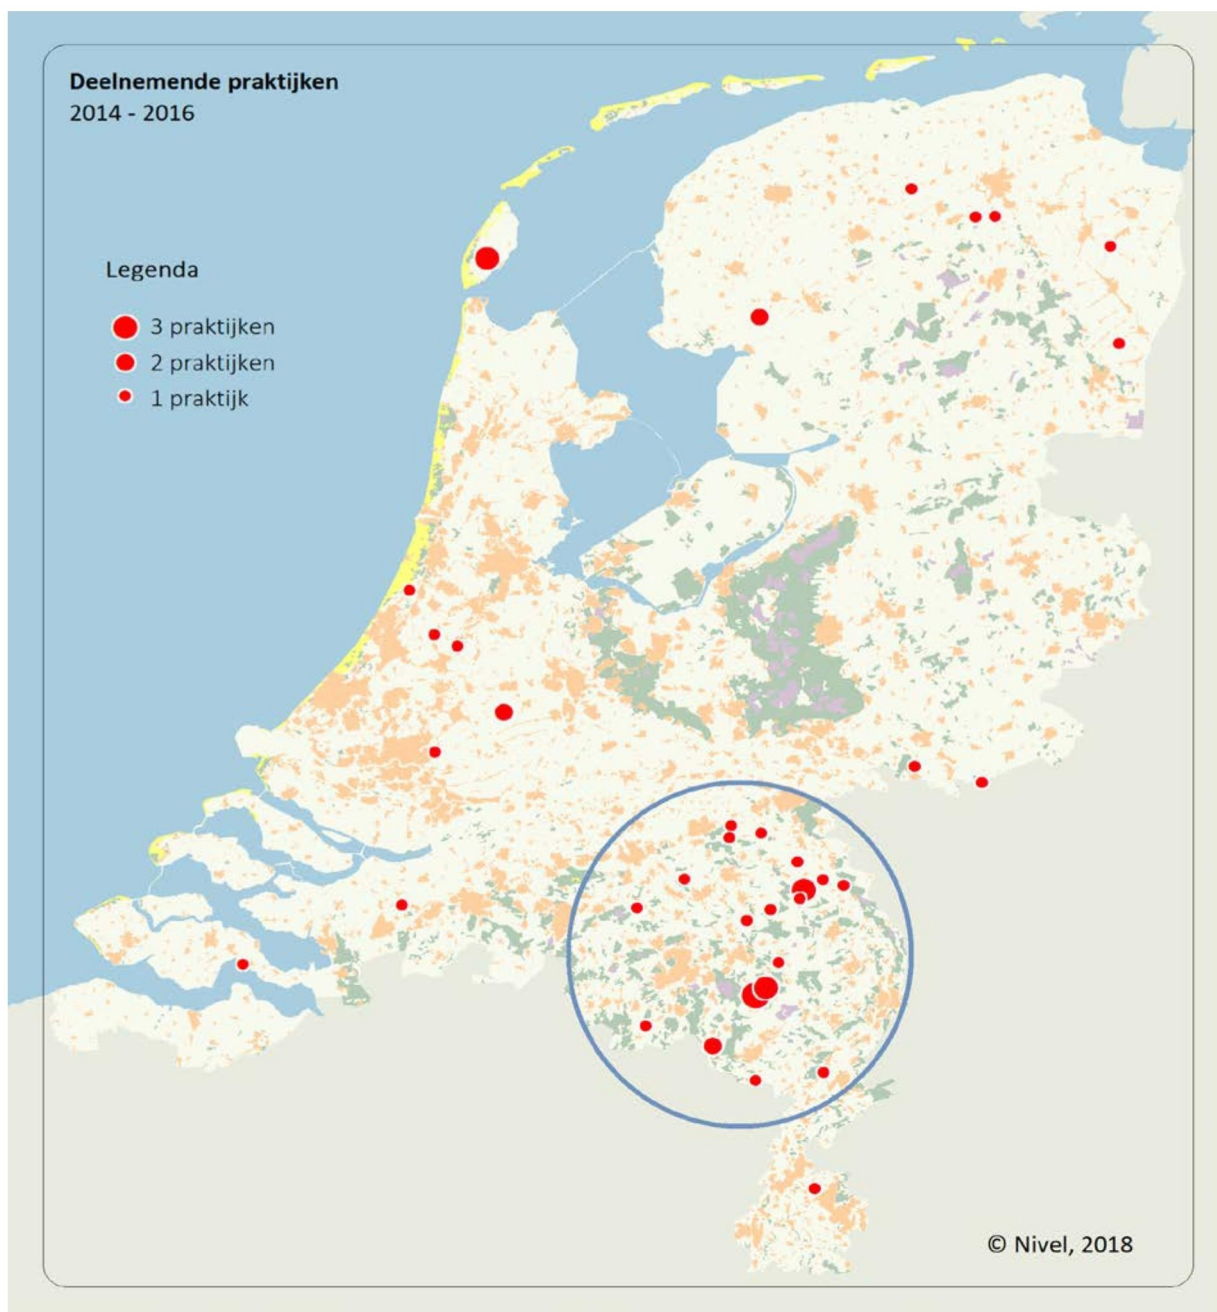 Deelnemende praktijken
2014 - 2016
Legenda
3 praktijken
2 praktijken
1 praktijk
© Nivel, 2018